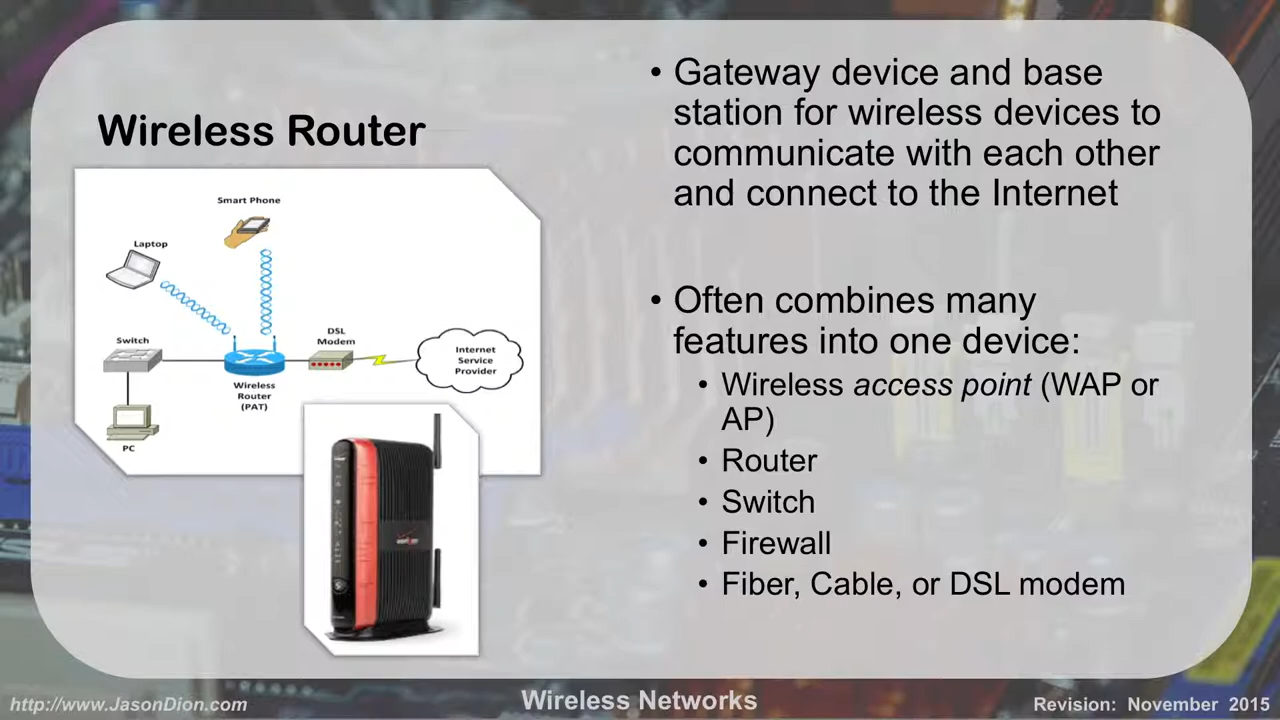 Wireless Router
Smart Phone
Laptop
Switch
DSL
Modem
Internet
Service
Provider
Wireless
Router
(PAT)
PC
• Gateway device and base
station for wireless devices to
communicate with each other
and connect to the Internet
• Often combines many
features into one device:
• Wireless access point (WAP or
AP)
• Router
• Switch
• Firewall
• Fiber, Cable, or DSL modem
http://www.JasonDion.com
Wireless Networks
Revision: November 2015